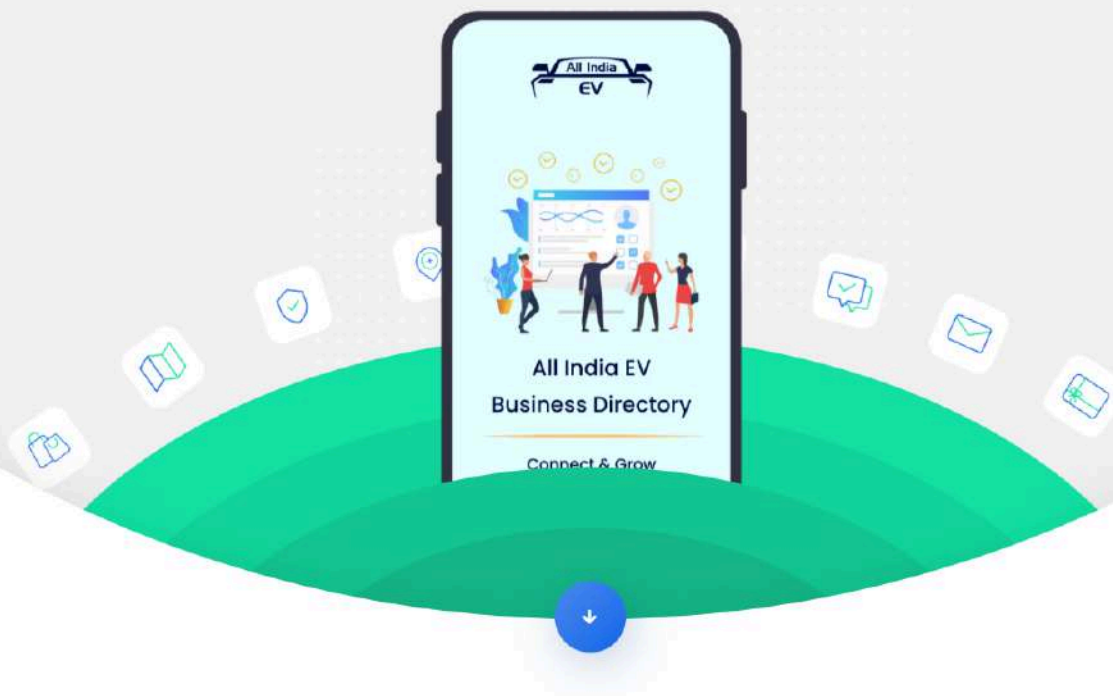 All India
EV
All India EV
Business Directory
Connect & Grow